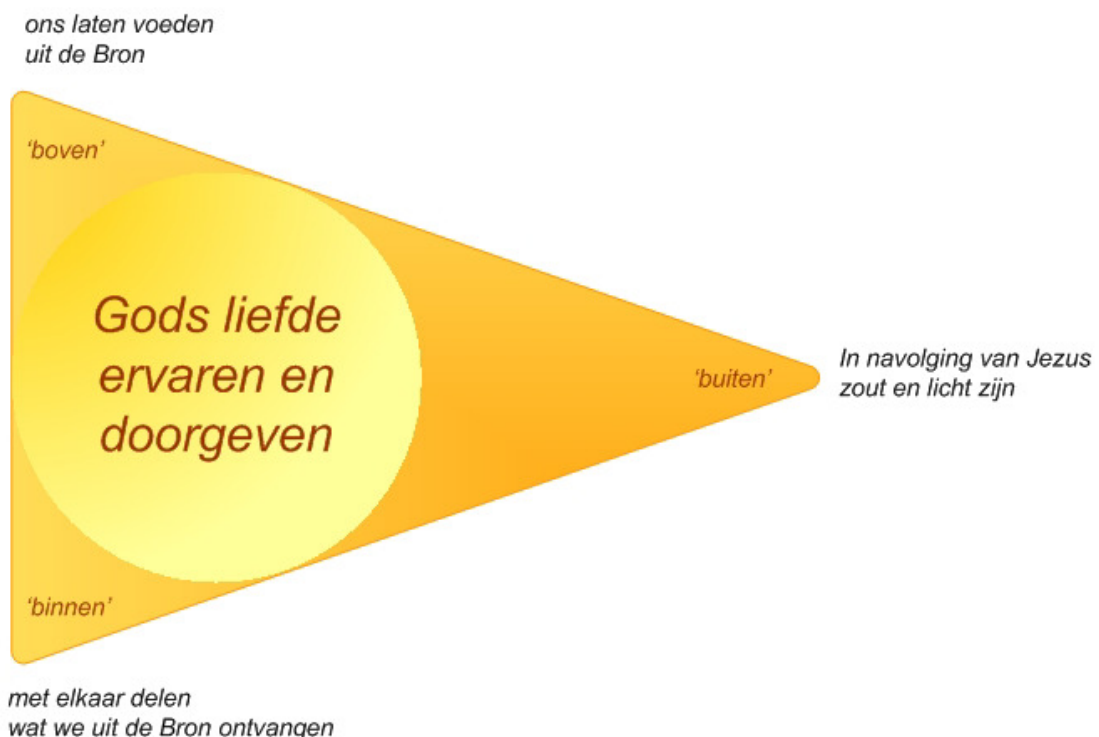 ons laten voeden
uit de Bron
‘boven’
Gods liefde
ervaren en
doorgeven
‘buiten’
In navolging van Jezus
zout en licht zijn
‘binnen’
met elkaar delen
wat we uit de Bron ontvangen